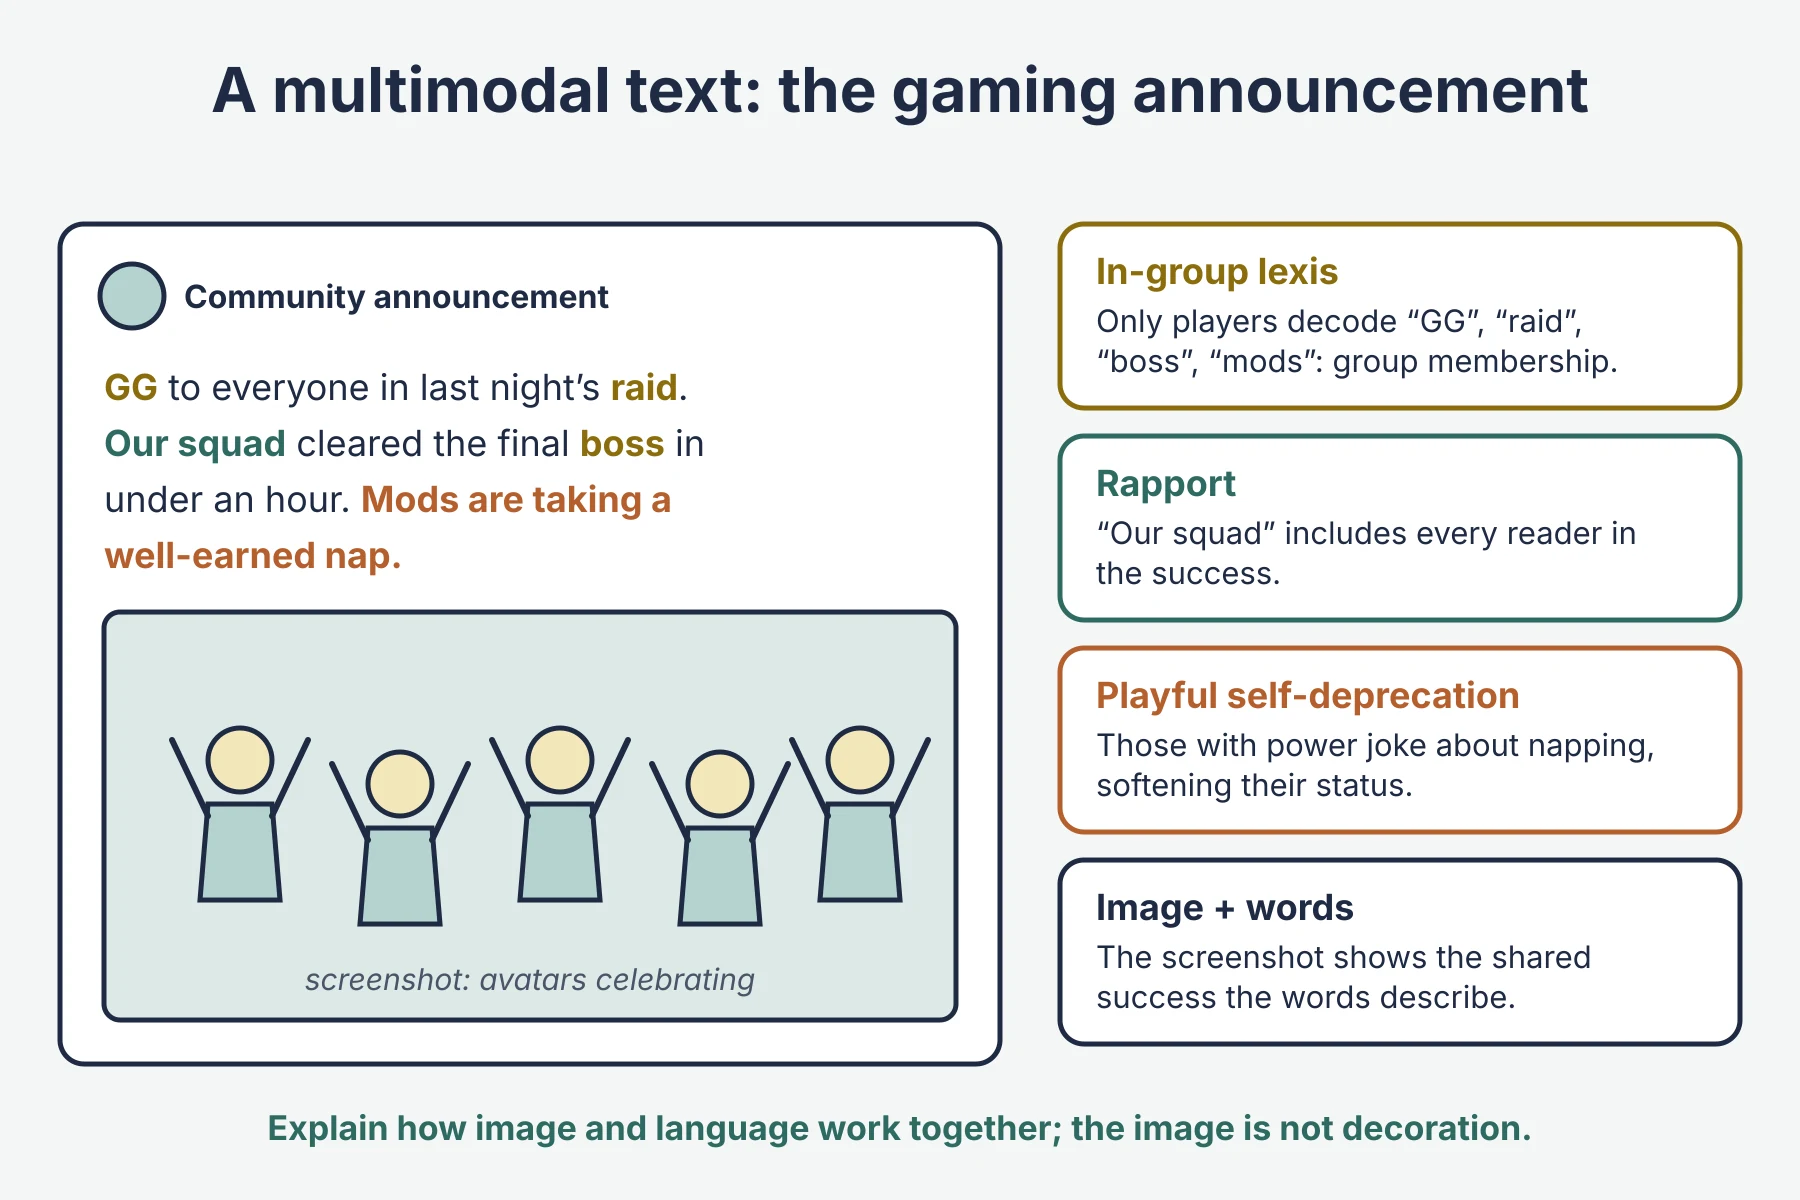 A multimodal text: the gaming announcement
Community announcement
GG to everyone in last night’s raid.
Our squad cleared the final boss in
under an hour. Mods are taking a
well-earned nap.
screenshot: avatars celebrating
In-group lexis
Only players decode “GG”, “raid”,
“boss”, “mods”: group membership.
Rapport
“Our squad” includes every reader in
the success.
Playful self-deprecation
Those with power joke about napping,
softening their status.
Image + words
The screenshot shows the shared
success the words describe.
Explain how image and language work together; the image is not decoration.